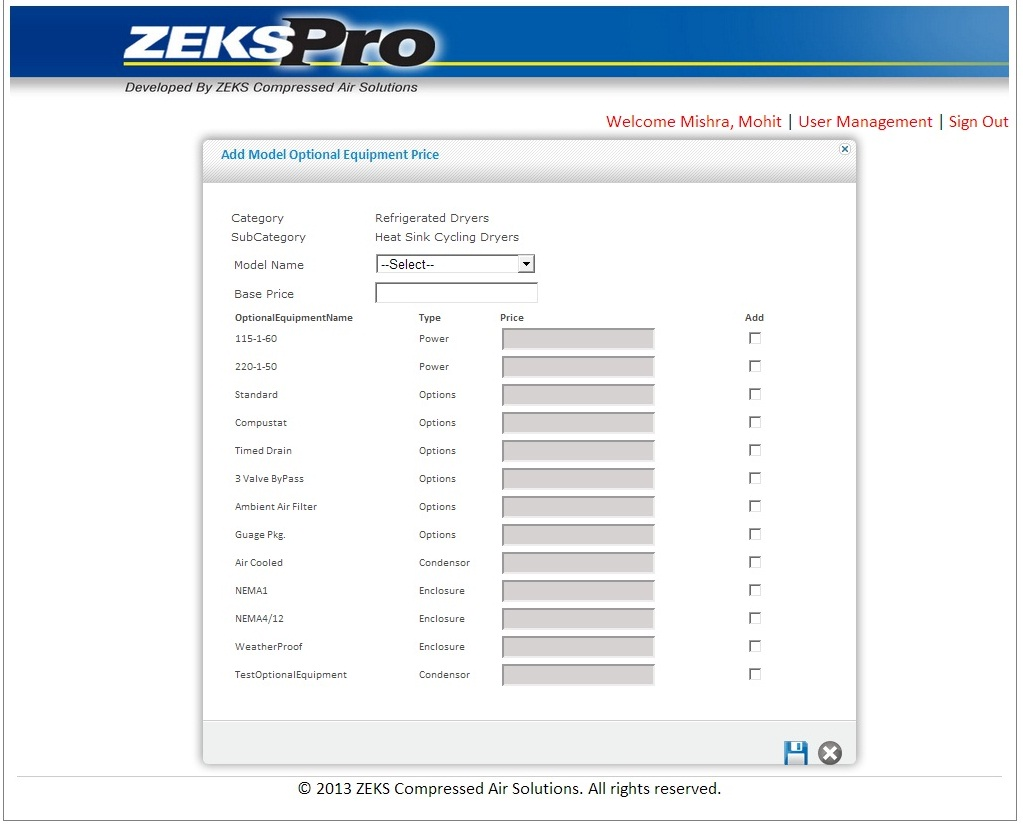 ZEKSPro
Developed By ZEKS Compressed Air Solutions
Welcome Mishra, Mohit | User Management | Sign Out
Add Model Optional Equipment Price
Category Refrigerated Dryers
SubCategory Heat Sink Cycling Dryers
Model Name --Select--
Base Price
OptionalEquipmentName Type Price Add
115-1-60 Power
220-1-50 Power
Standard Options
Compustat Options
Timed Drain Options
3 Valve ByPass Options
Ambient Air Filter Options
Guage Pkg. Options
Air Cooled Condensor
NEMA1 Enclosure
NEMA4/12 Enclosure
WeatherProof Enclosure
TestOptionalEquipment Condensor
© 2013 ZEKS Compressed Air Solutions. All rights reserved.